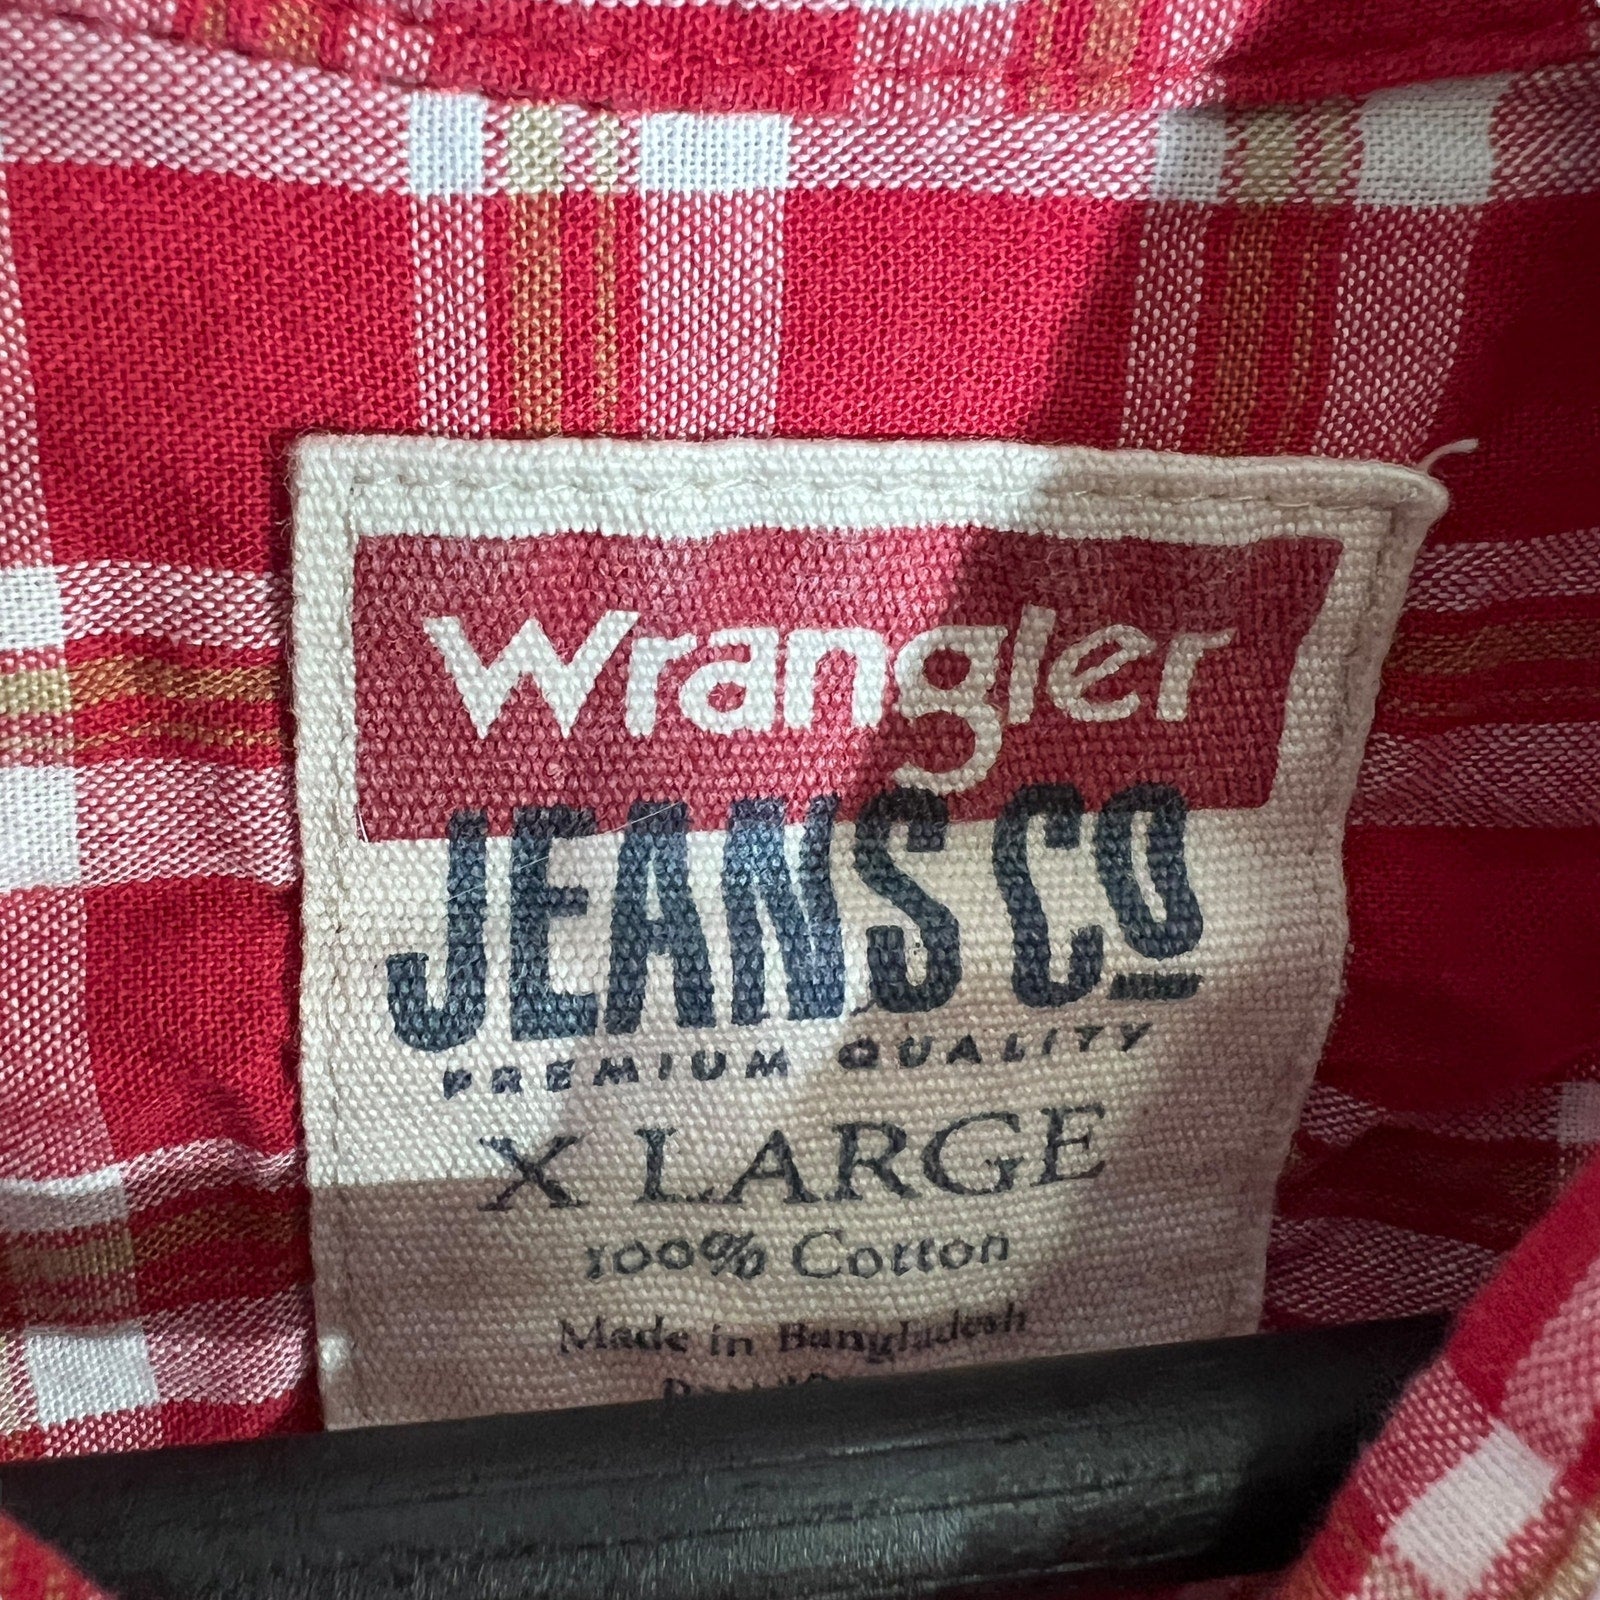 Wrangler
JEANS CO
PREMIUM QUALITY
X LARGE
100% Cotton
Made in Bangladesh